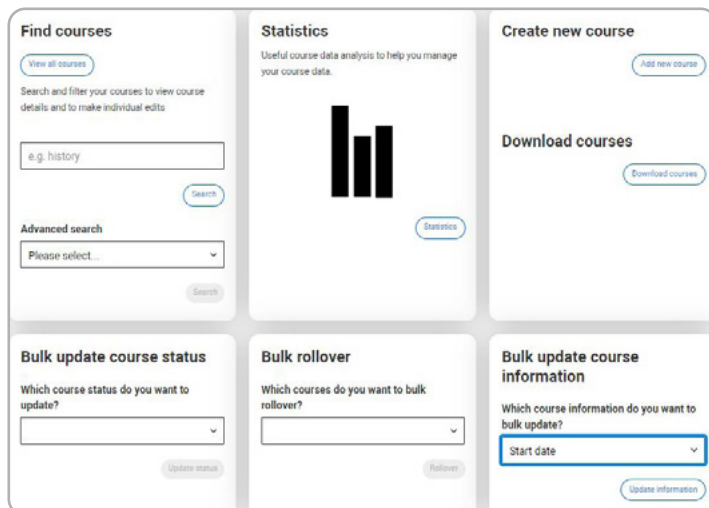 Find courses
View all courses
Search and filter your courses to view course
details and to make individual edits
e.g. history
Search
Advanced search
Please select...
Search
Statistics
Useful course data analysis to help you manage
your course data.
Statistics
Create new course
Add new course
Download courses
Download courses
Bulk update course status
Which course status do you want to
update?
Update status
Bulk rollover
Which courses do you want to bulk
rollover?
Rollover
Bulk update course
information
Which course information do you want to
bulk update?
Start date
Update information